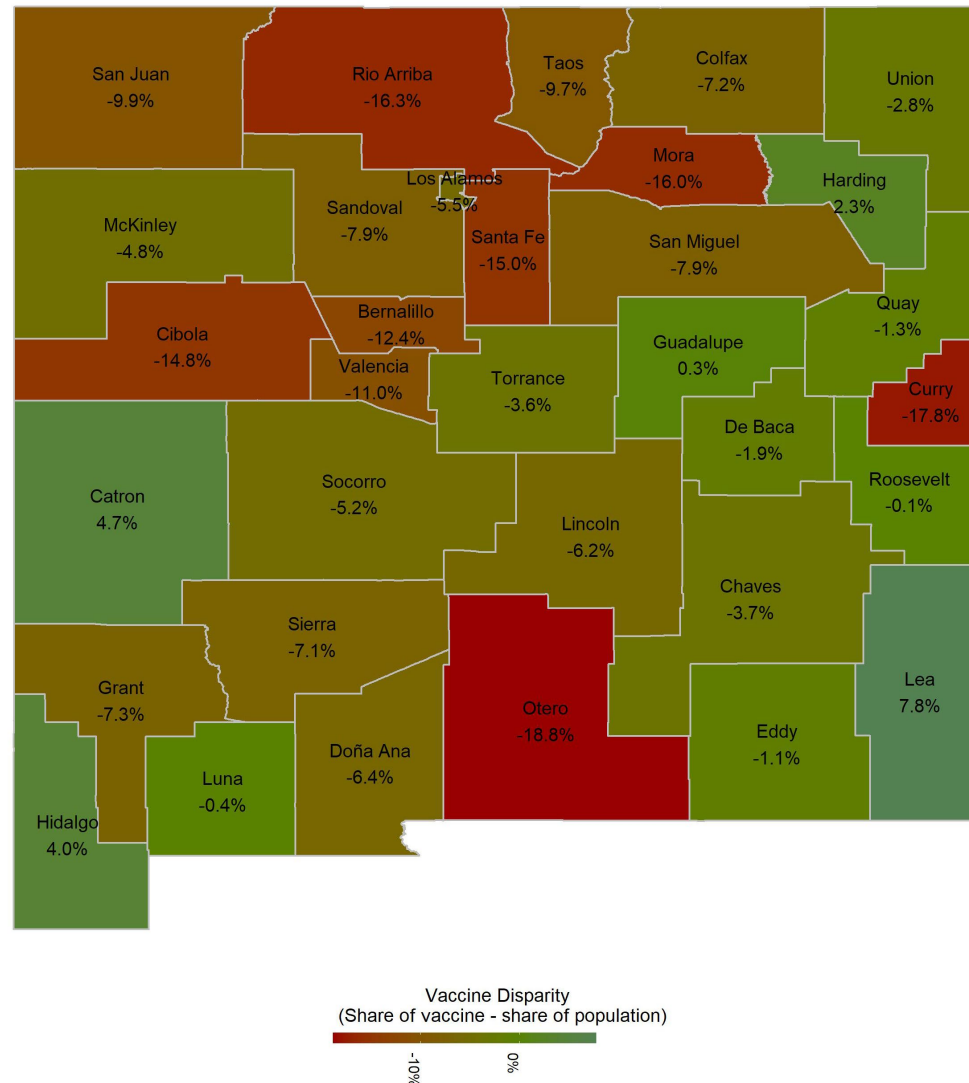 San Juan
-9.9%
Rio Arriba
-16.3%
Taos
-9.7%
Colfax
-7.2%
Union
-2.8%
Los Alamos
-5.5%
Mora
-16.0%
Harding
2.3%
McKinley
-4.8%
Sandoval
-7.9%
Santa Fe
-15.0%
San Miguel
-7.9%
Quay
-1.3%
Cibola
-14.8%
Bernalillo
-12.4%
Valencia
-11.0%
Torrance
-3.6%
Guadalupe
0.3%
Curry
-17.8%
De Baca
-1.9%
Catron
4.7%
Socorro
-5.2%
Lincoln
-6.2%
Roosevelt
-0.1%
Chaves
-3.7%
Sierra
-7.1%
Grant
-7.3%
Otero
-18.8%
Lea
7.8%
Doña Ana
-6.4%
Eddy
-1.1%
Luna
-0.4%
Hidalgo
4.0%
Vaccine Disparity
(Share of vaccine - share of population)
-10%
0%